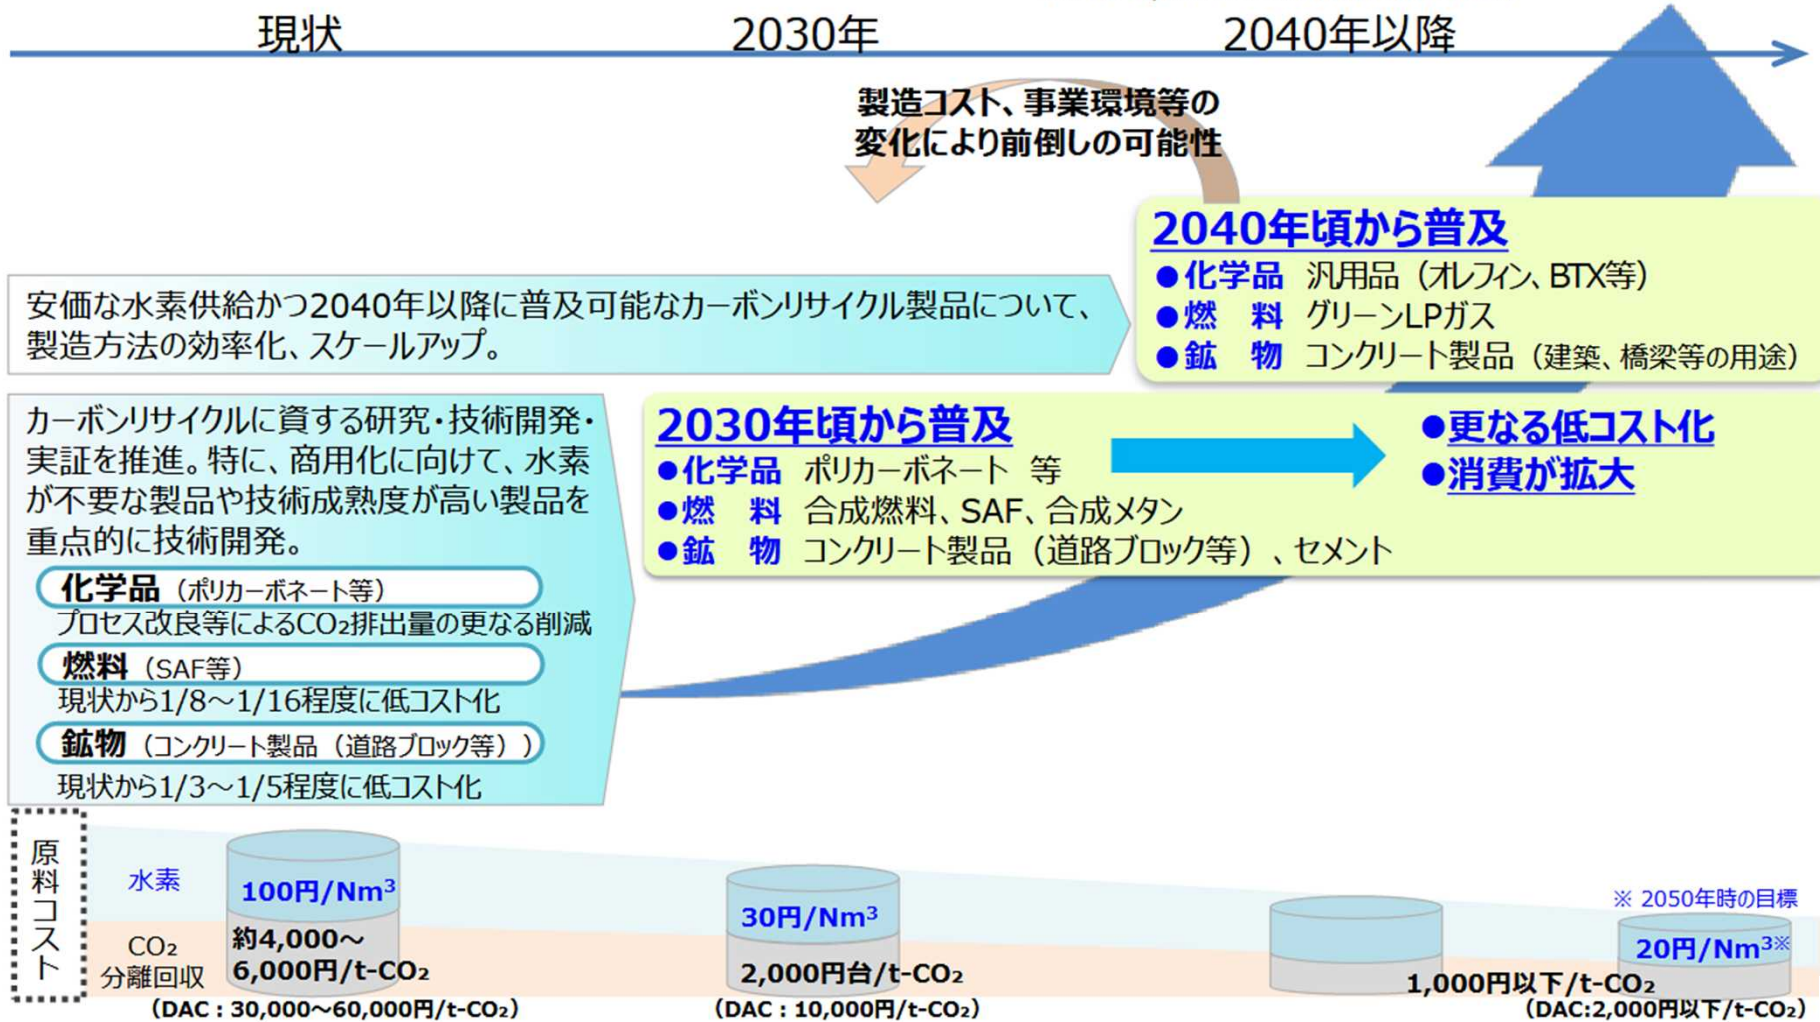 現状
2030年
2040年以降
製造コスト、事業環境等の
変化により前倒しの可能性
2040年頃から普及
●化学品 汎用品（オレフィン、BTX等）
●燃　料 グリーンLPガス
●鉱　物 コンクリート製品（建築、橋梁等の用途）
安価な水素供給かつ2040年以降に普及可能なカーボンリサイクル製品について、
製造方法の効率化、スケールアップ。
カーボンリサイクルに資する研究・技術開発・
実証を推進。特に、商用化に向けて、水素
が不要な製品や技術成熟度が高い製品を
重点的に技術開発。
化学品（ポリカーボネート等）
プロセス改良等によるCO₂排出量の更なる削減
燃料（SAF等）
現状から1/8～1/16程度に低コスト化
鉱物（コンクリート製品（道路ブロック等））
現状から1/3～1/5程度に低コスト化
2030年頃から普及
●化学品 ポリカーボネート 等
●燃　料 合成燃料、SAF、合成メタン
●鉱　物 コンクリート製品（道路ブロック等）、セメント
●更なる低コスト化
●消費が拡大
原料コスト
水素
100円/Nm³
30円/Nm³
※ 2050年時の目標
20円/Nm³※
CO₂
分離回収
約4,000～
6,000円/t-CO₂
2,000円台/t-CO₂
1,000円以下/t-CO₂
（DAC：30,000～60,000円/t-CO₂）
（DAC：10,000円/t-CO₂）
（DAC:2,000円以下/t-CO₂）